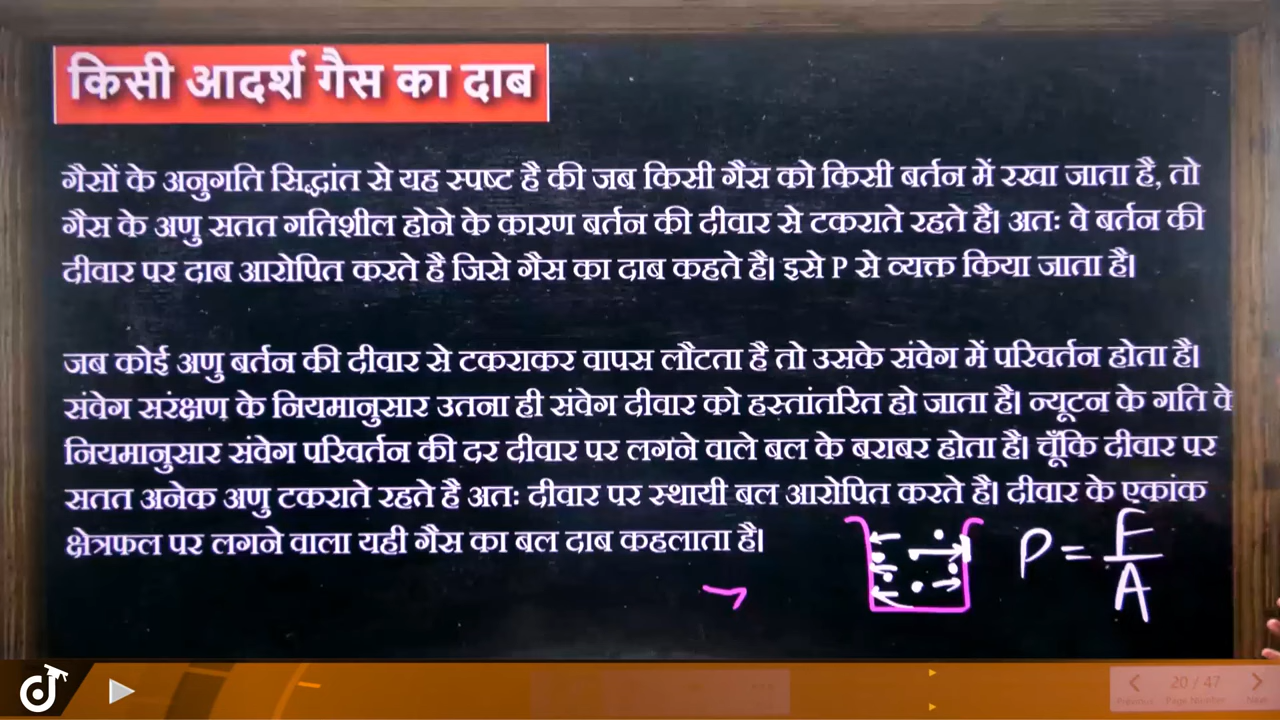 किसी आदर्श गैस का दाब
गैसों के अनुगति सिद्धांत से यह स्पष्ट है की जब किसी गैस को किसी बर्तन में रखा जाता है, तो
गैस के अणु सतत गतिशील होने के कारण बर्तन की दीवार से टकराते रहते है। अतः वे बर्तन की
दीवार पर दाब आरोपित करते है जिसे गैस का दाब कहते है। इसे P से व्यक्त किया जाता है।
जब कोई अणु बर्तन की दीवार से टकराकर वापस लौटता है तो उसके संवेग में परिवर्तन होता है।
संवेग सरंक्षण के नियमानुसार उतना ही संवेग दीवार को हस्तांतरित हो जाता है। न्यूटन के गति के
नियमानुसार संवेग परिवर्तन की दर दीवार पर लगने वाले बल के बराबर होता है। चूँकि दीवार पर
सतत अनेक अणु टकराते रहते है अतः दीवार पर स्थायी बल आरोपित करते है। दीवार के एकांक
क्षेत्रफल पर लगने वाला यही गैस का बल दाब कहलाता है।
P = F/A
20 / 47
Previous Page Number Next